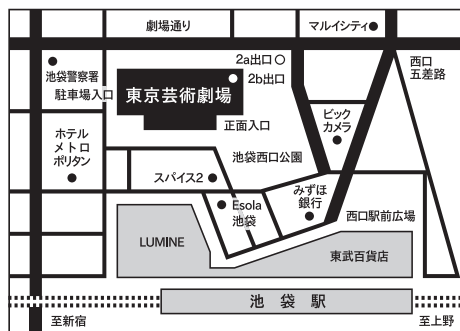 劇場通り
マルイシティ
2a出口
西口
五差路
池袋警察署
2b出口
駐車場入口
東京芸術劇場
ビック
カメラ
正面入口
ホテル
メトロ
ポリタン
池袋西口公園
スパイス2
みずほ
銀行
Esola
池袋
西口駅前広場
LUMINE
東武百貨店
池袋駅
至新宿
至上野